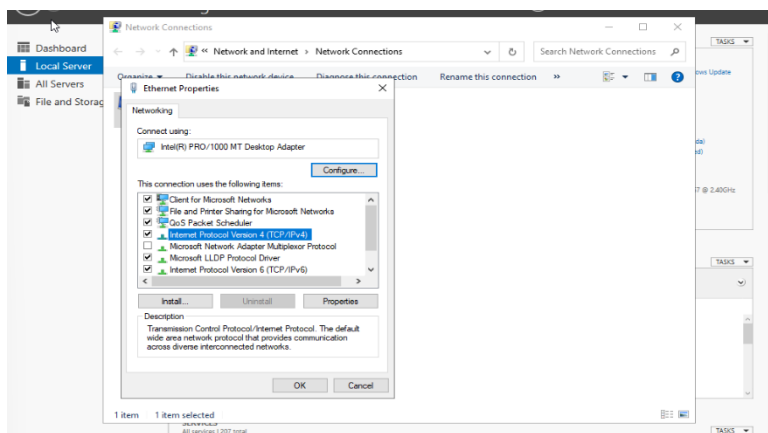 Network Connections
Network and Internet > Network Connections
Search Network Connections
Organize
Disable this network device
Diagnose this connection
Rename this connection
»
Dashboard
Local Server
All Servers
File and Storag
TASKS
ows Update
Ethernet Properties
Networking
Connect using:
Intel(R) PRO/1000 MT Desktop Adapter
Configure...
This connection uses the following items:
Client for Microsoft Networks
File and Printer Sharing for Microsoft Networks
QoS Packet Scheduler
Internet Protocol Version 4 (TCP/IPv4)
Microsoft Network Adapter Multiplexor Protocol
Microsoft LLDP Protocol Driver
Internet Protocol Version 6 (TCP/IPv6)
Install...
Uninstall
Properties
Description
Transmission Control Protocol/Internet Protocol. The default
wide area network protocol that provides communication
across diverse interconnected networks.
OK
Cancel
1 item
1 item selected
@ 2.40GHz
TASKS
SERVICES
All services | 207 total
TASKS